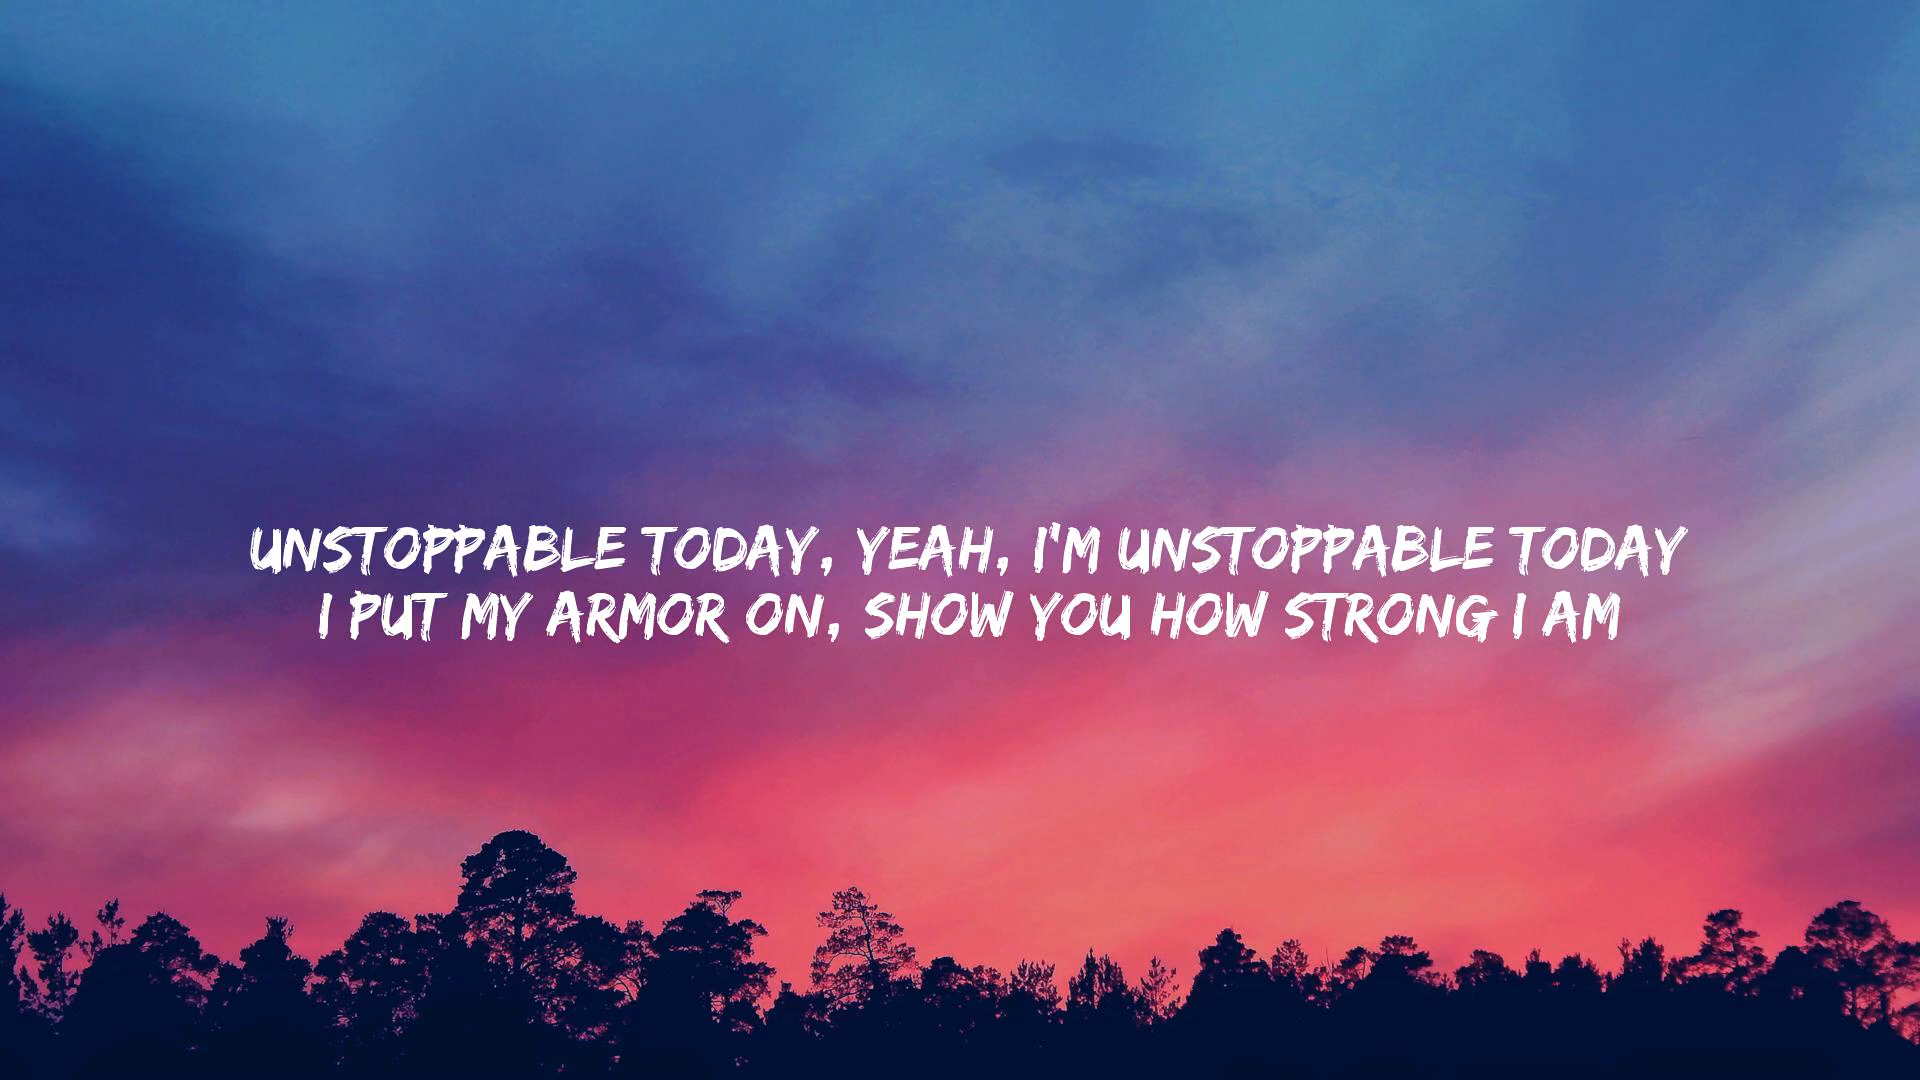 UNSTOPPABLE TODAY, YEAH, I'M UNSTOPPABLE TODAY
I PUT MY ARMOR ON, SHOW YOU HOW STRONG I AM